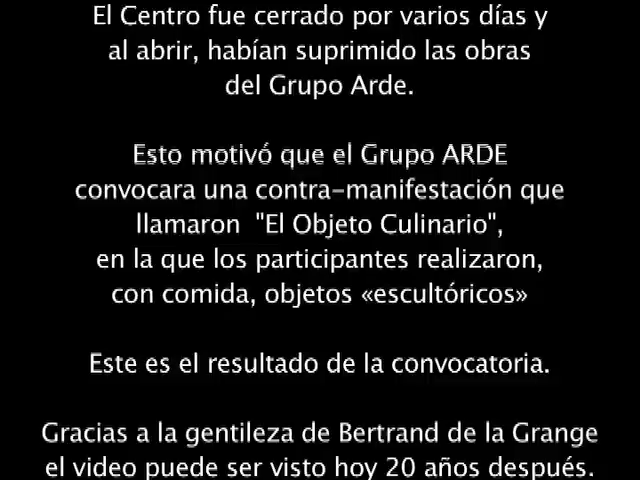 El Centro fue cerrado por varios días y
al abrir, habían suprimido las obras
del Grupo Arde.
Esto motivó que el Grupo ARDE
convocara una contra-manifestación que
llamaron "El Objeto Culinario",
en la que los participantes realizaron,
con comida, objetos «escultóricos»
Este es el resultado de la convocatoria.
Gracias a la gentileza de Bertrand de la Grange
el video puede ser visto hoy 20 años después.